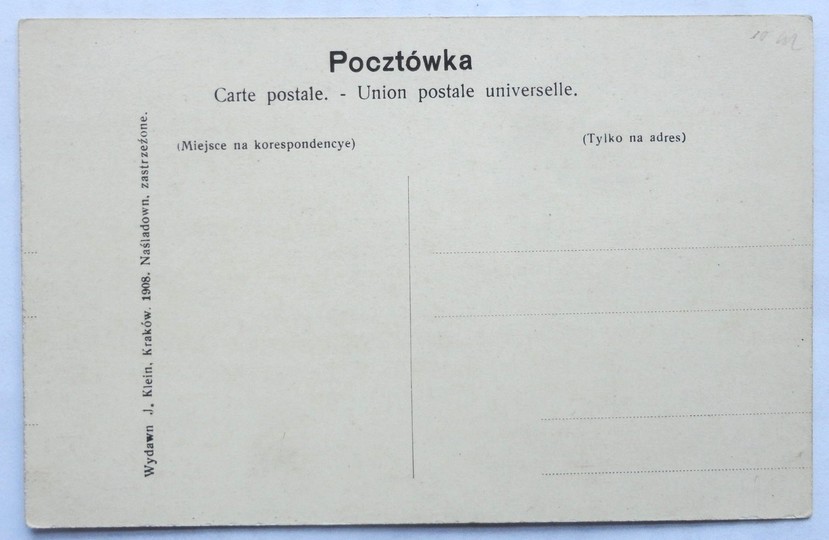 Pocztówka
Carte postale. - Union postale universelle.
(Miejsce na korespondencye)
(Tylko na adres)
Wydawn J. Klein, Kraków. 1908. Naśladown. zastrzeżone.